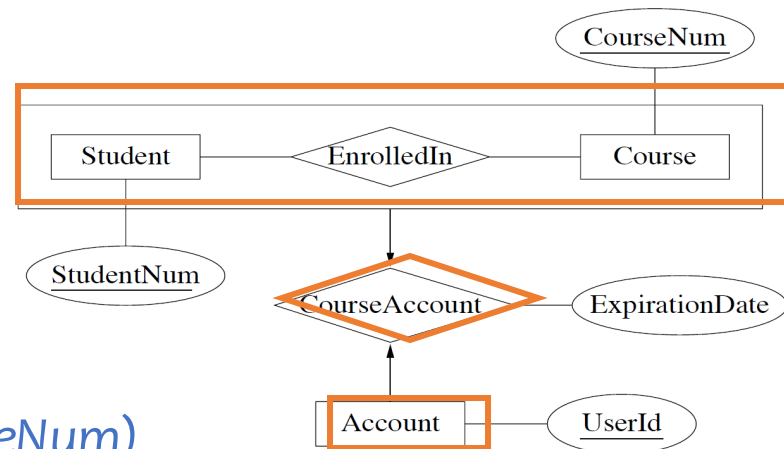 CourseNum
Student
EnrolledIn
Course
StudentNum
CourseAccount
ExpirationDate
Account
UserId
eNum)